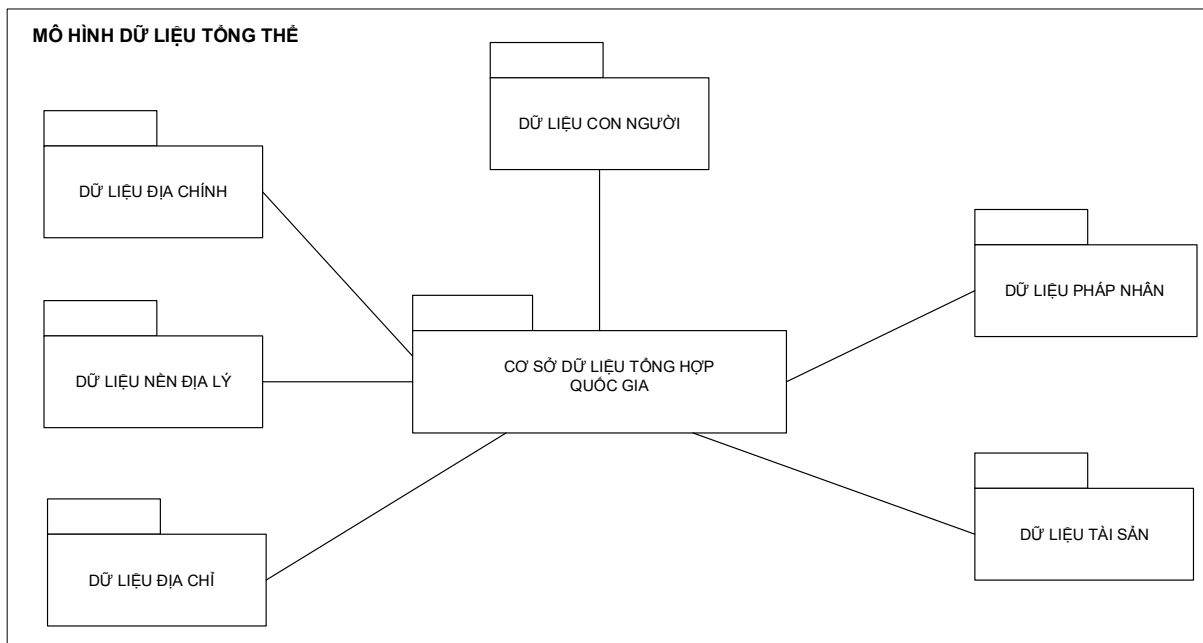 MÔ HÌNH DỮ LIỆU TỔNG THỂ
DỮ LIỆU CON NGƯỜI
DỮ LIỆU ĐỊA CHÍNH
DỮ LIỆU PHÁP NHÂN
DỮ LIỆU NỀN ĐỊA LÝ
CƠ SỞ DỮ LIỆU TỔNG HỢP
QUỐC GIA
DỮ LIỆU TÀI SẢN
DỮ LIỆU ĐỊA CHỈ